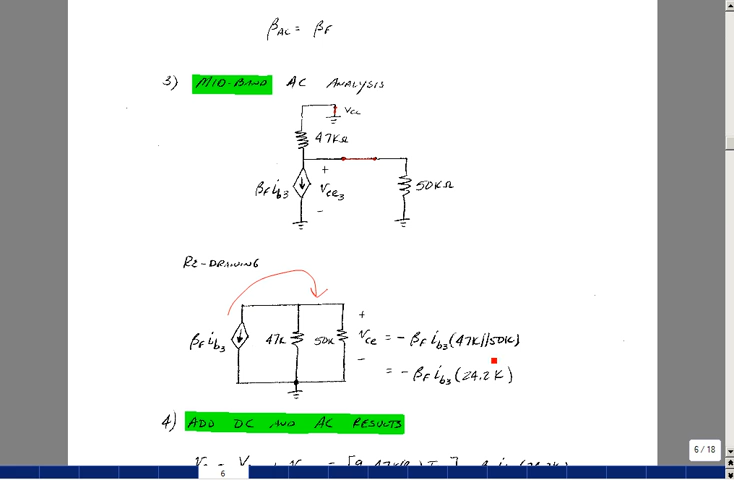 β_AC = β_F
3) MID-BAND AC ANALYSIS
VCC
47KΩ
+
β_F i_b3
V_ce3
50KΩ
-
RE-DRAWING
+
β_F i_b3
47K
50K
V_ce = - β_F i_b3 (47K||50K)
-
= - β_F i_b3 (24.2K)
4) ADD DC AND AC RESULTS
6 / 18
6